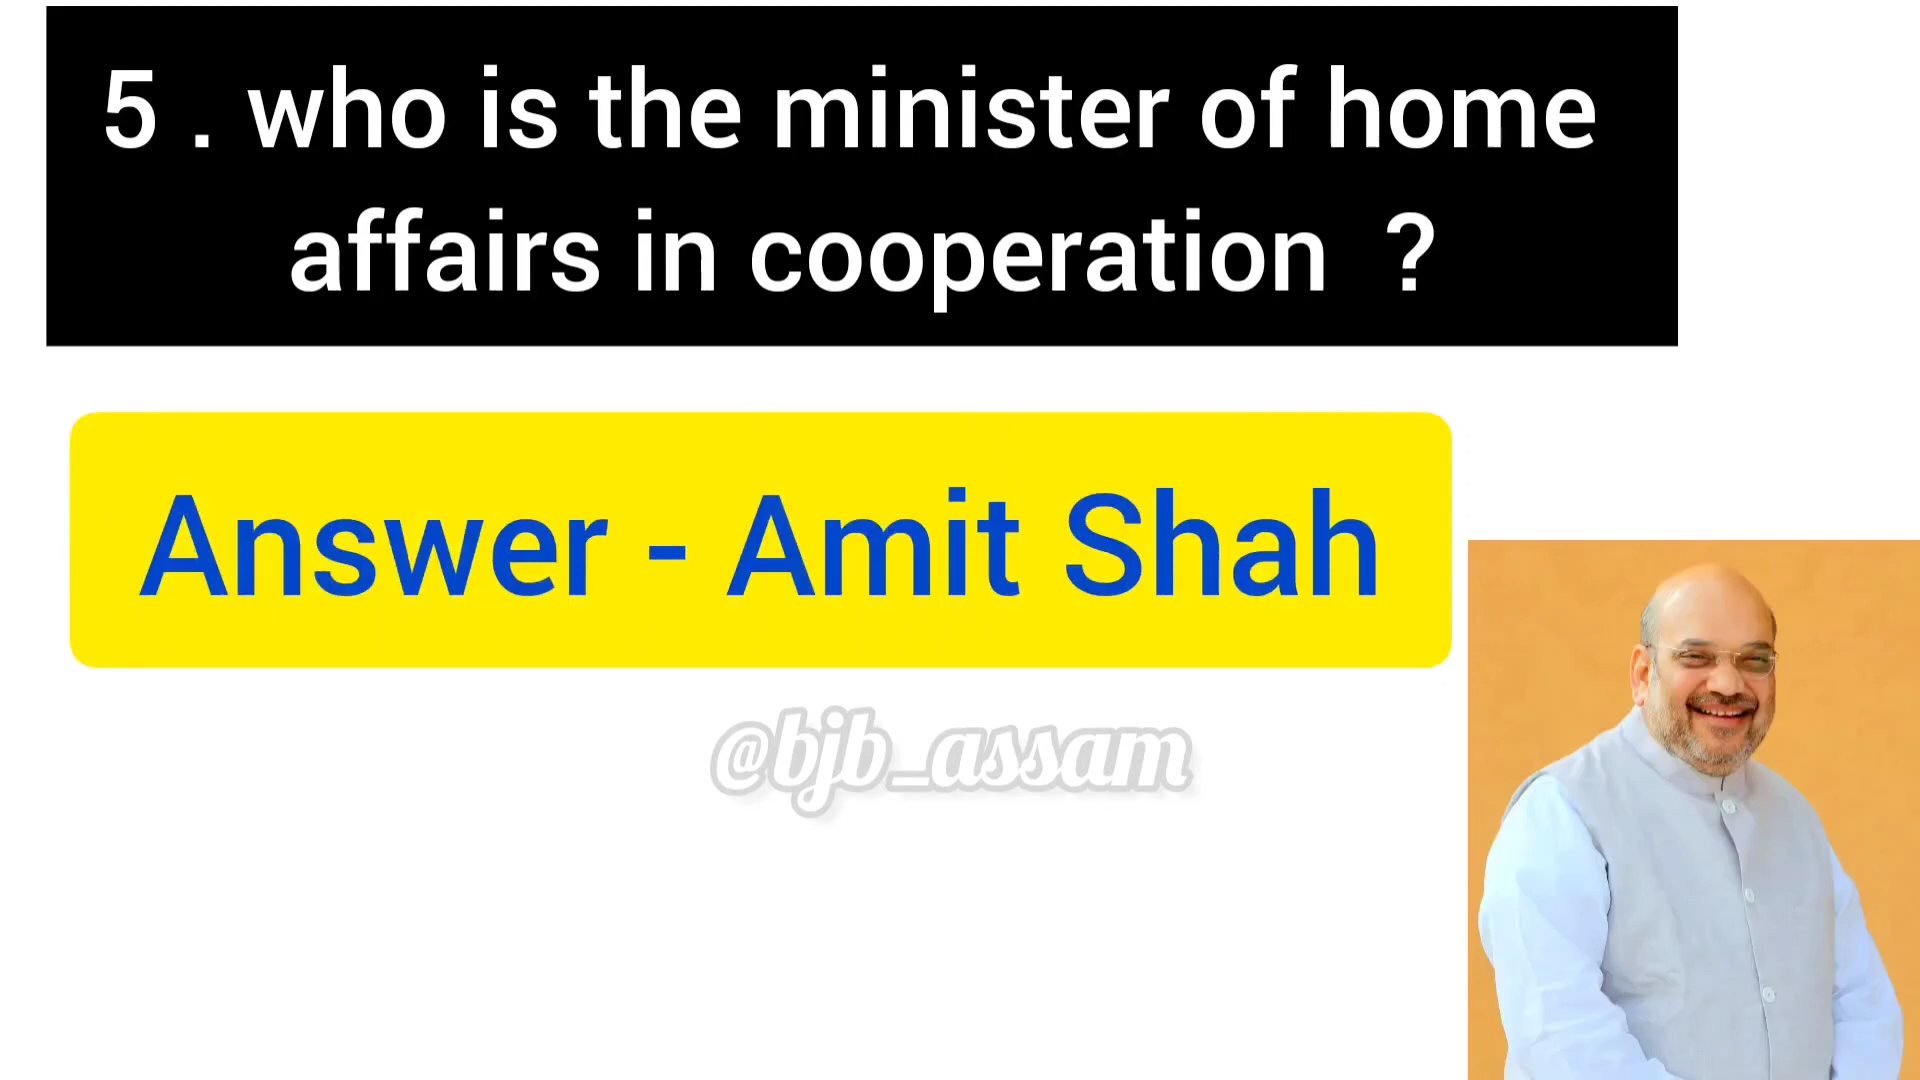 5 . who is the minister of home
affairs in cooperation ?
Answer - Amit Shah
@bjb_assam